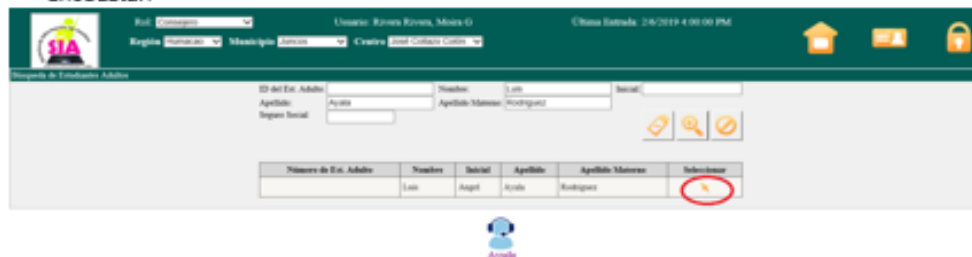 Rol: Consejero Usuario: Rivera Rivera, Moira G Última Entrada: 2/6/2019 4:00:00 PM
Región Humacao Municipio Juncos Centro José Collazo Colón
SIA
Búsqueda de Estudiantes Adultos
ID del Est. Adulto: Nombre: Luis Inicial:
Apellido: Ayala Apellido Materno: Rodriguez
Seguro Social:
Número de Est. Adulto Nombre Inicial Apellido Apellido Materno Seleccionar
Luis Angel Ayala Rodriguez
Ayuda